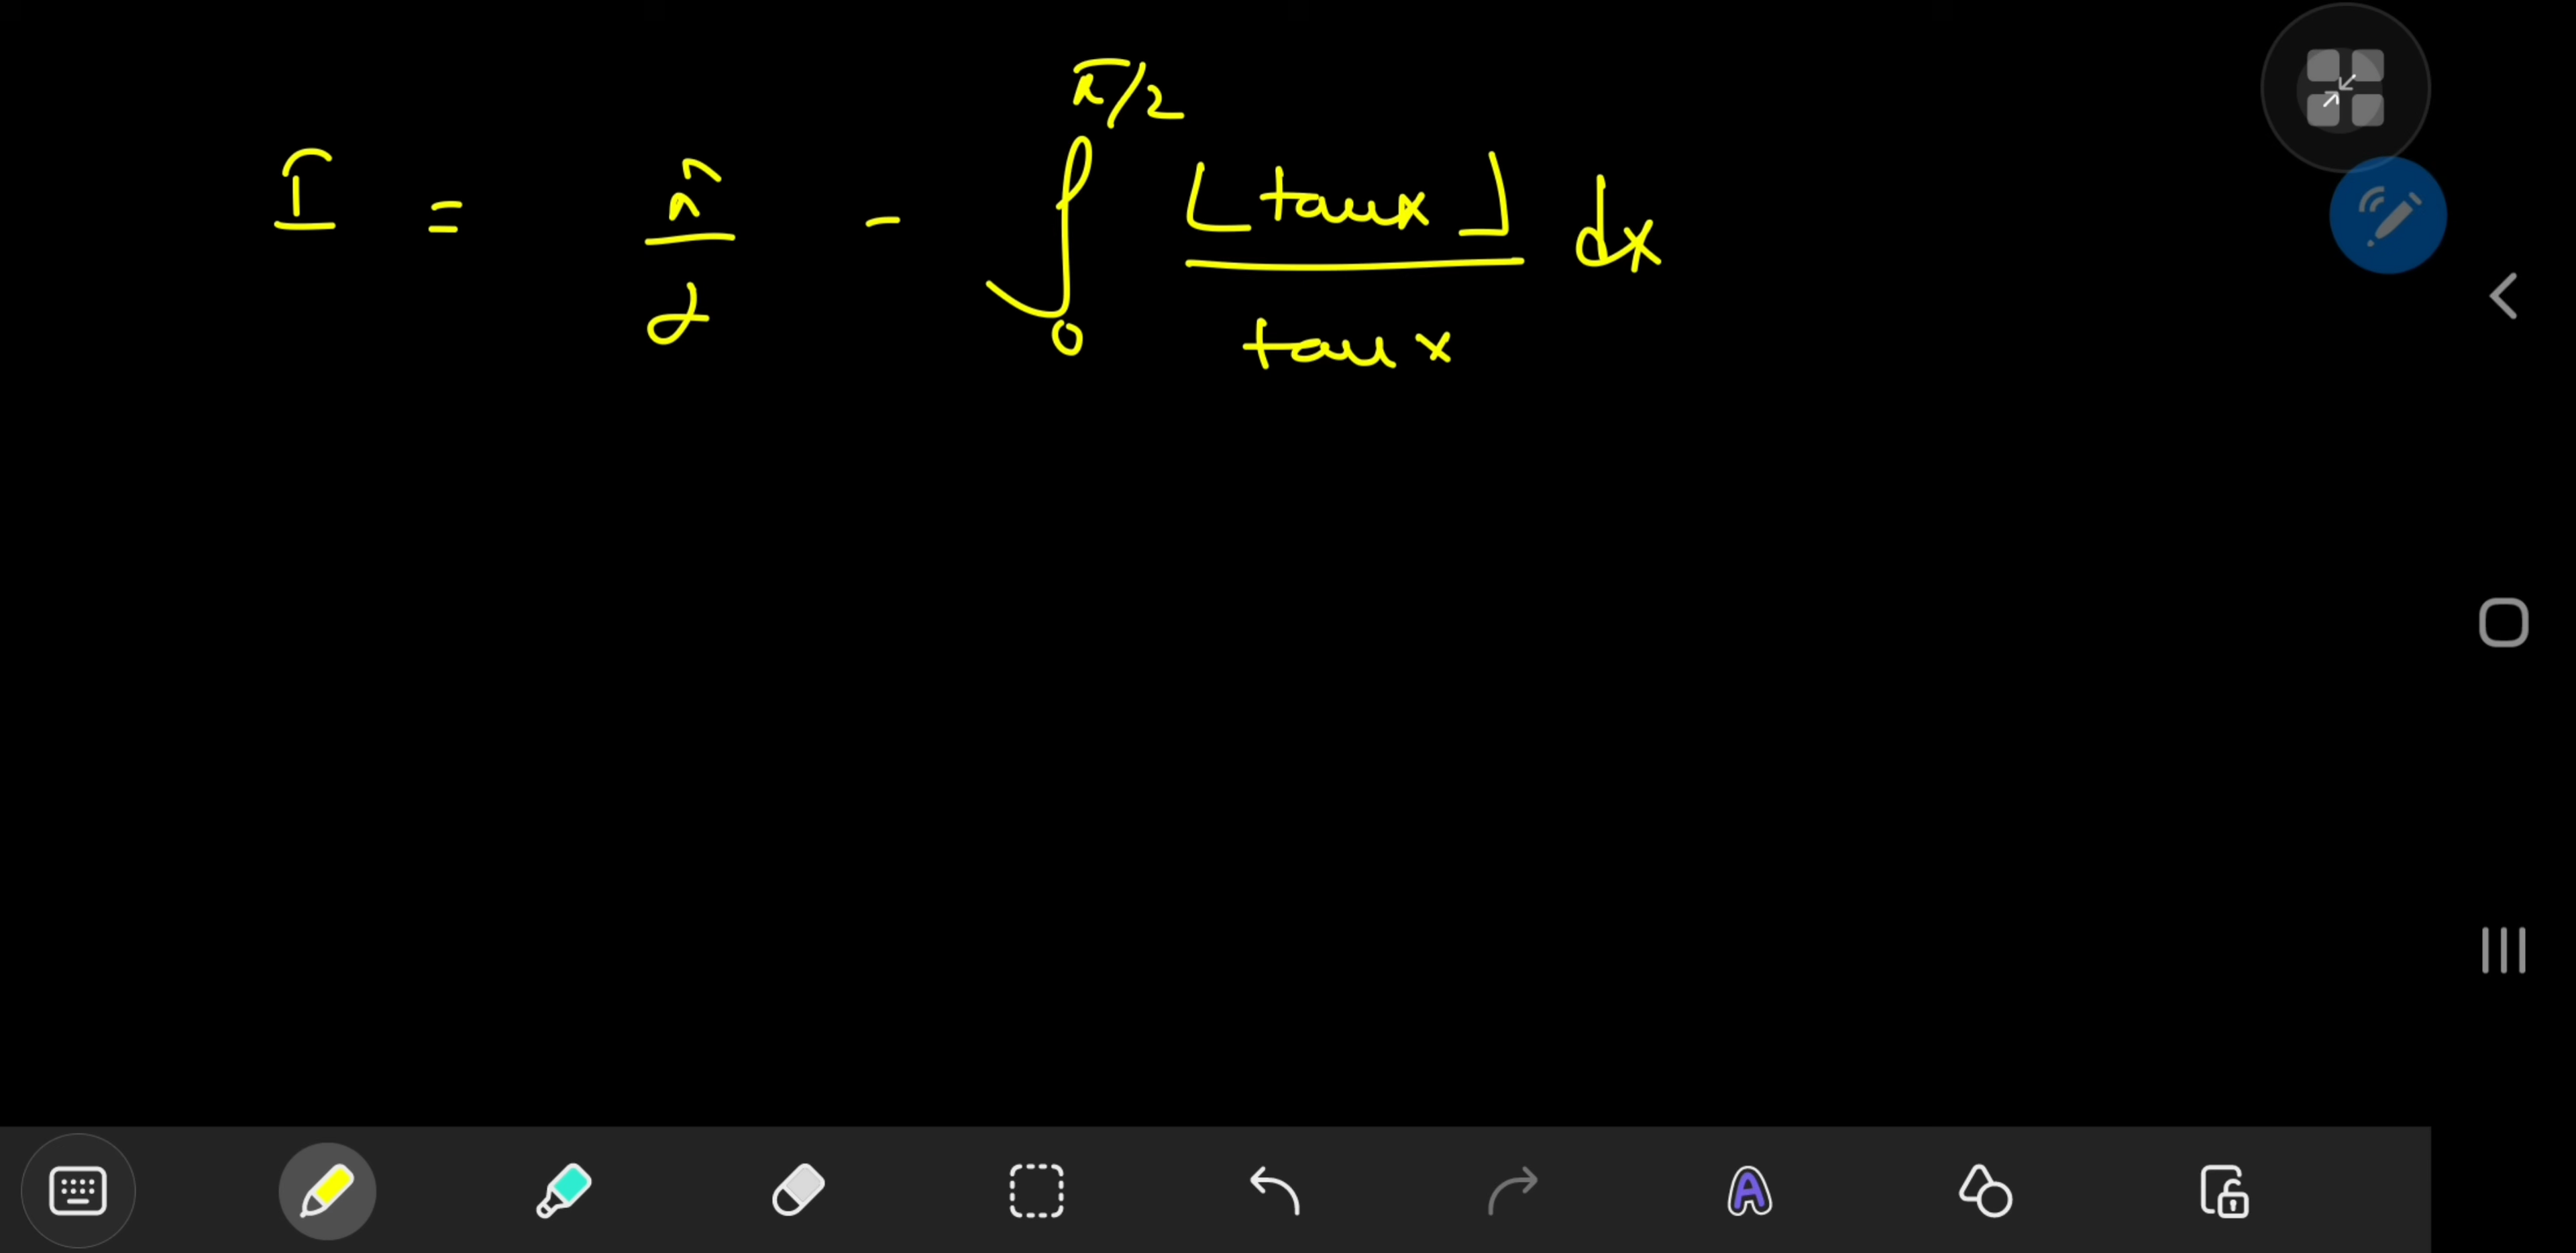 I = π/2 - ∫₀^{π/2} ⌊tan x⌋/tan x dx